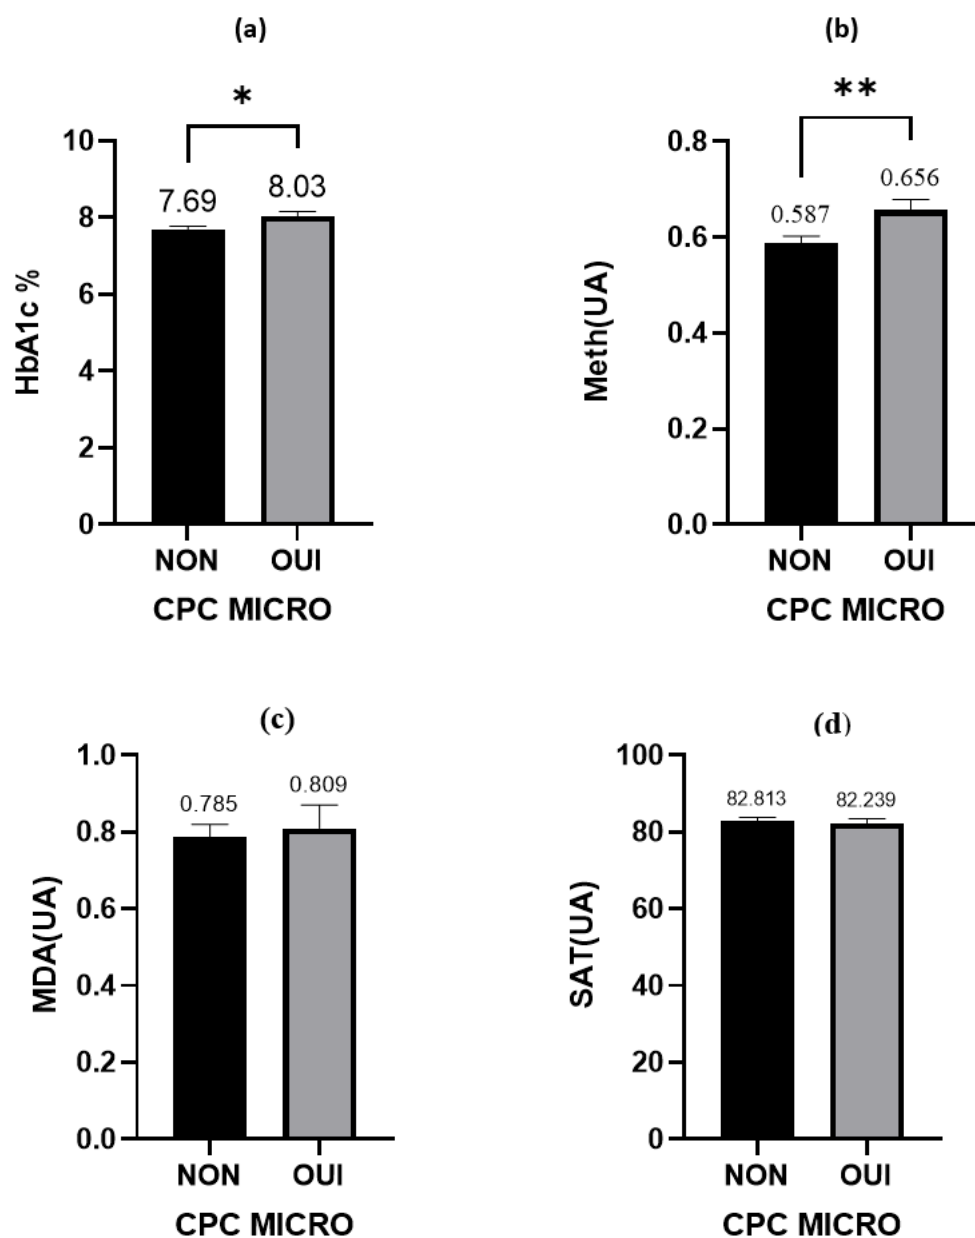 (a)
*
10
8
6
4
2
0
HbA1c %
7.69
8.03
NON OUI
CPC MICRO
(b)
**
0.8
0.6
0.4
0.2
0.0
Meth(UA)
0.587
0.656
NON OUI
CPC MICRO
(c)
1.0
0.8
0.6
0.4
0.2
0.0
MDA(UA)
0.785
0.809
NON OUI
CPC MICRO
(d)
100
80
60
40
20
0
SAT(UA)
82.813
82.239
NON OUI
CPC MICRO